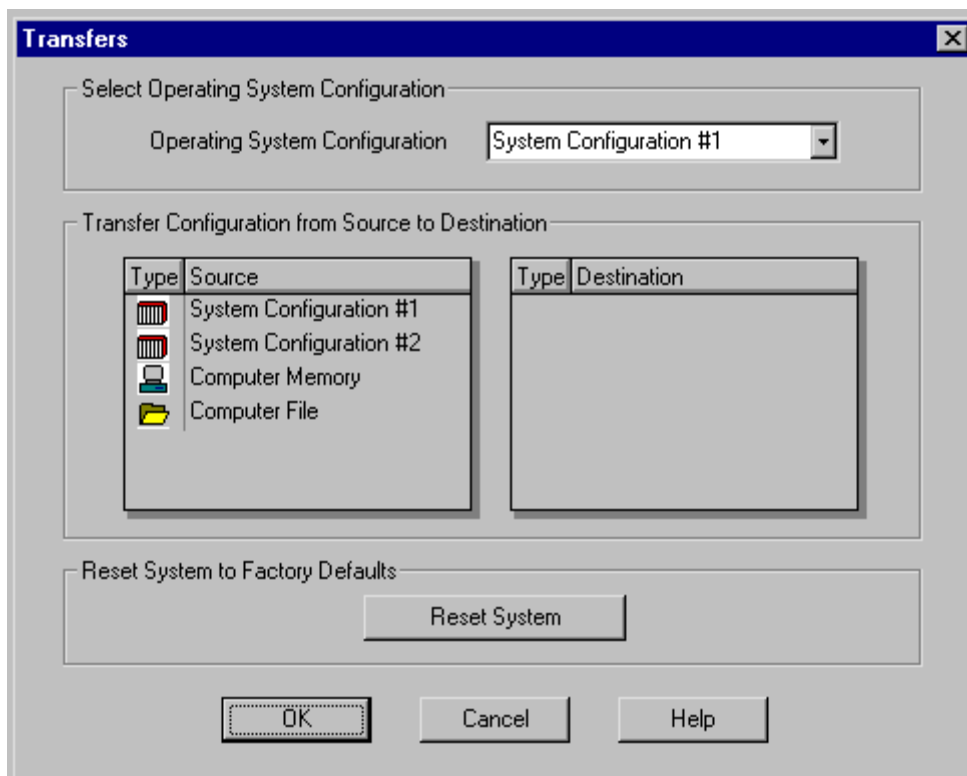 Transfers
Select Operating System Configuration
Operating System Configuration System Configuration #1
Transfer Configuration from Source to Destination
Type Source Type Destination
System Configuration #1
System Configuration #2
Computer Memory
Computer File
Reset System to Factory Defaults
Reset System
OK Cancel Help